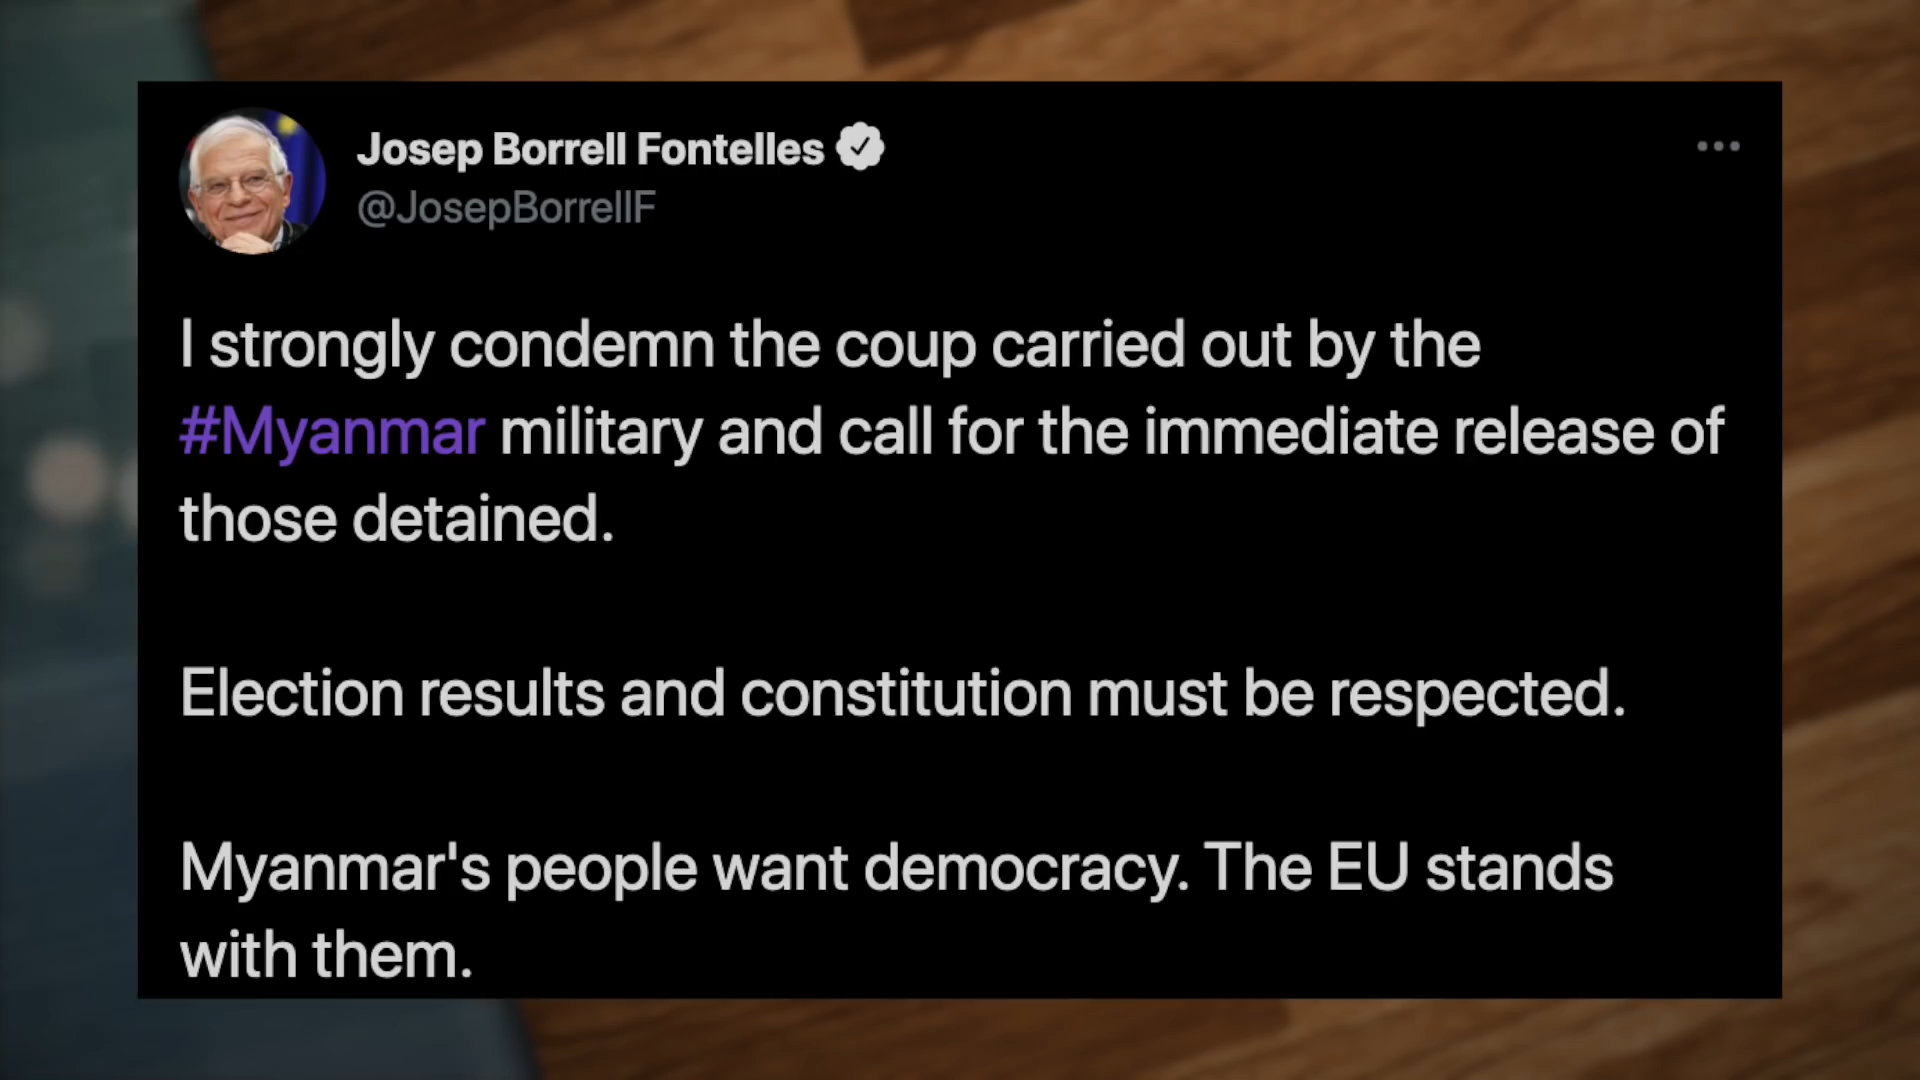 Josep Borrell Fontelles
@JosepBorrellF
I strongly condemn the coup carried out by the
#Myanmar military and call for the immediate release of
those detained.
Election results and constitution must be respected.
Myanmar's people want democracy. The EU stands
with them.